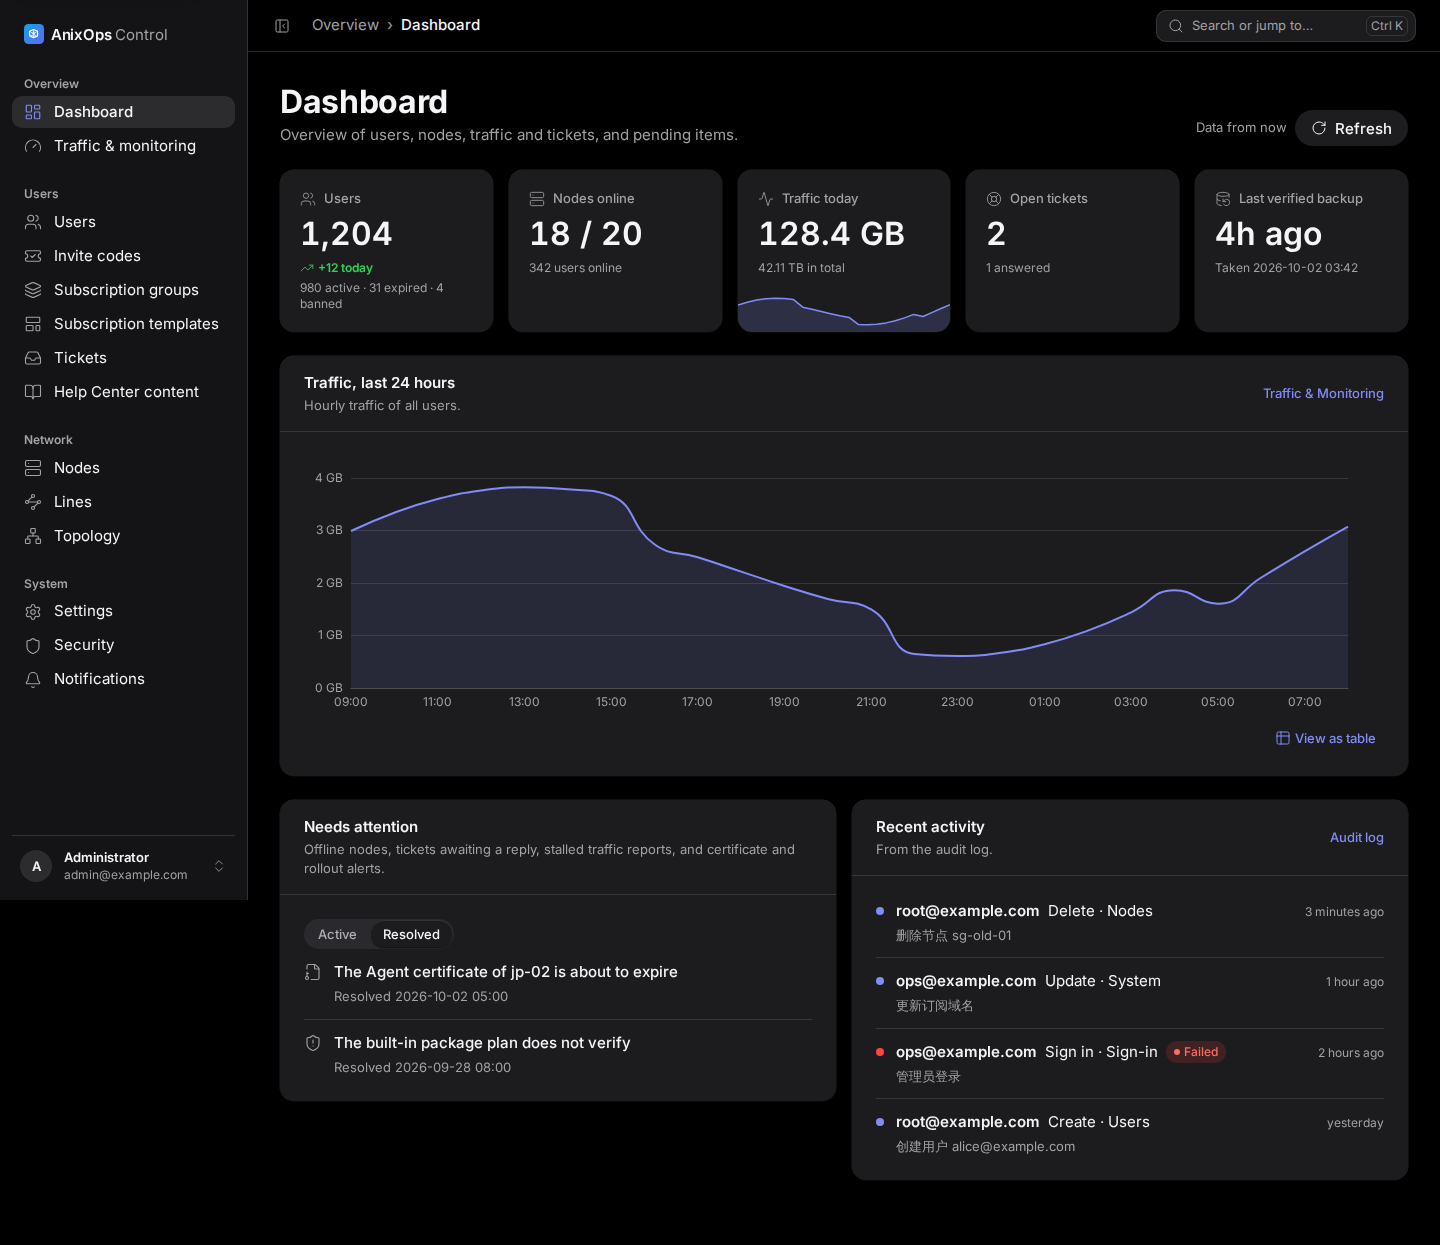 AnixOps Control
Overview
Dashboard
Traffic & monitoring
Users
Users
Invite codes
Subscription groups
Subscription templates
Tickets
Help Center content
Network
Nodes
Lines
Topology
System
Settings
Security
Notifications
A
Administrator
admin@example.com
Overview › Dashboard
Search or jump to...
Ctrl K
Dashboard
Overview of users, nodes, traffic and tickets, and pending items.
Data from now
Refresh
Users
1,204
+12 today
980 active · 31 expired · 4
banned
Nodes online
18 / 20
342 users online
Traffic today
128.4 GB
42.11 TB in total
Open tickets
2
1 answered
Last verified backup
4h ago
Taken 2026-10-02 03:42
Traffic, last 24 hours
Hourly traffic of all users.
Traffic & Monitoring
4 GB
3 GB
2 GB
1 GB
0 GB
09:00 11:00 13:00 15:00 17:00 19:00 21:00 23:00 01:00 03:00 05:00 07:00
View as table
Needs attention
Offline nodes, tickets awaiting a reply, stalled traffic reports, and certificate and
rollout alerts.
Active Resolved
The Agent certificate of jp-02 is about to expire
Resolved 2026-10-02 05:00
The built-in package plan does not verify
Resolved 2026-09-28 08:00
Recent activity
From the audit log.
Audit log
root@example.com Delete · Nodes 3 minutes ago
删除节点 sg-old-01
ops@example.com Update · System 1 hour ago
更新订阅域名
ops@example.com Sign in · Sign-in Failed 2 hours ago
管理员登录
root@example.com Create · Users yesterday
创建用户 alice@example.com